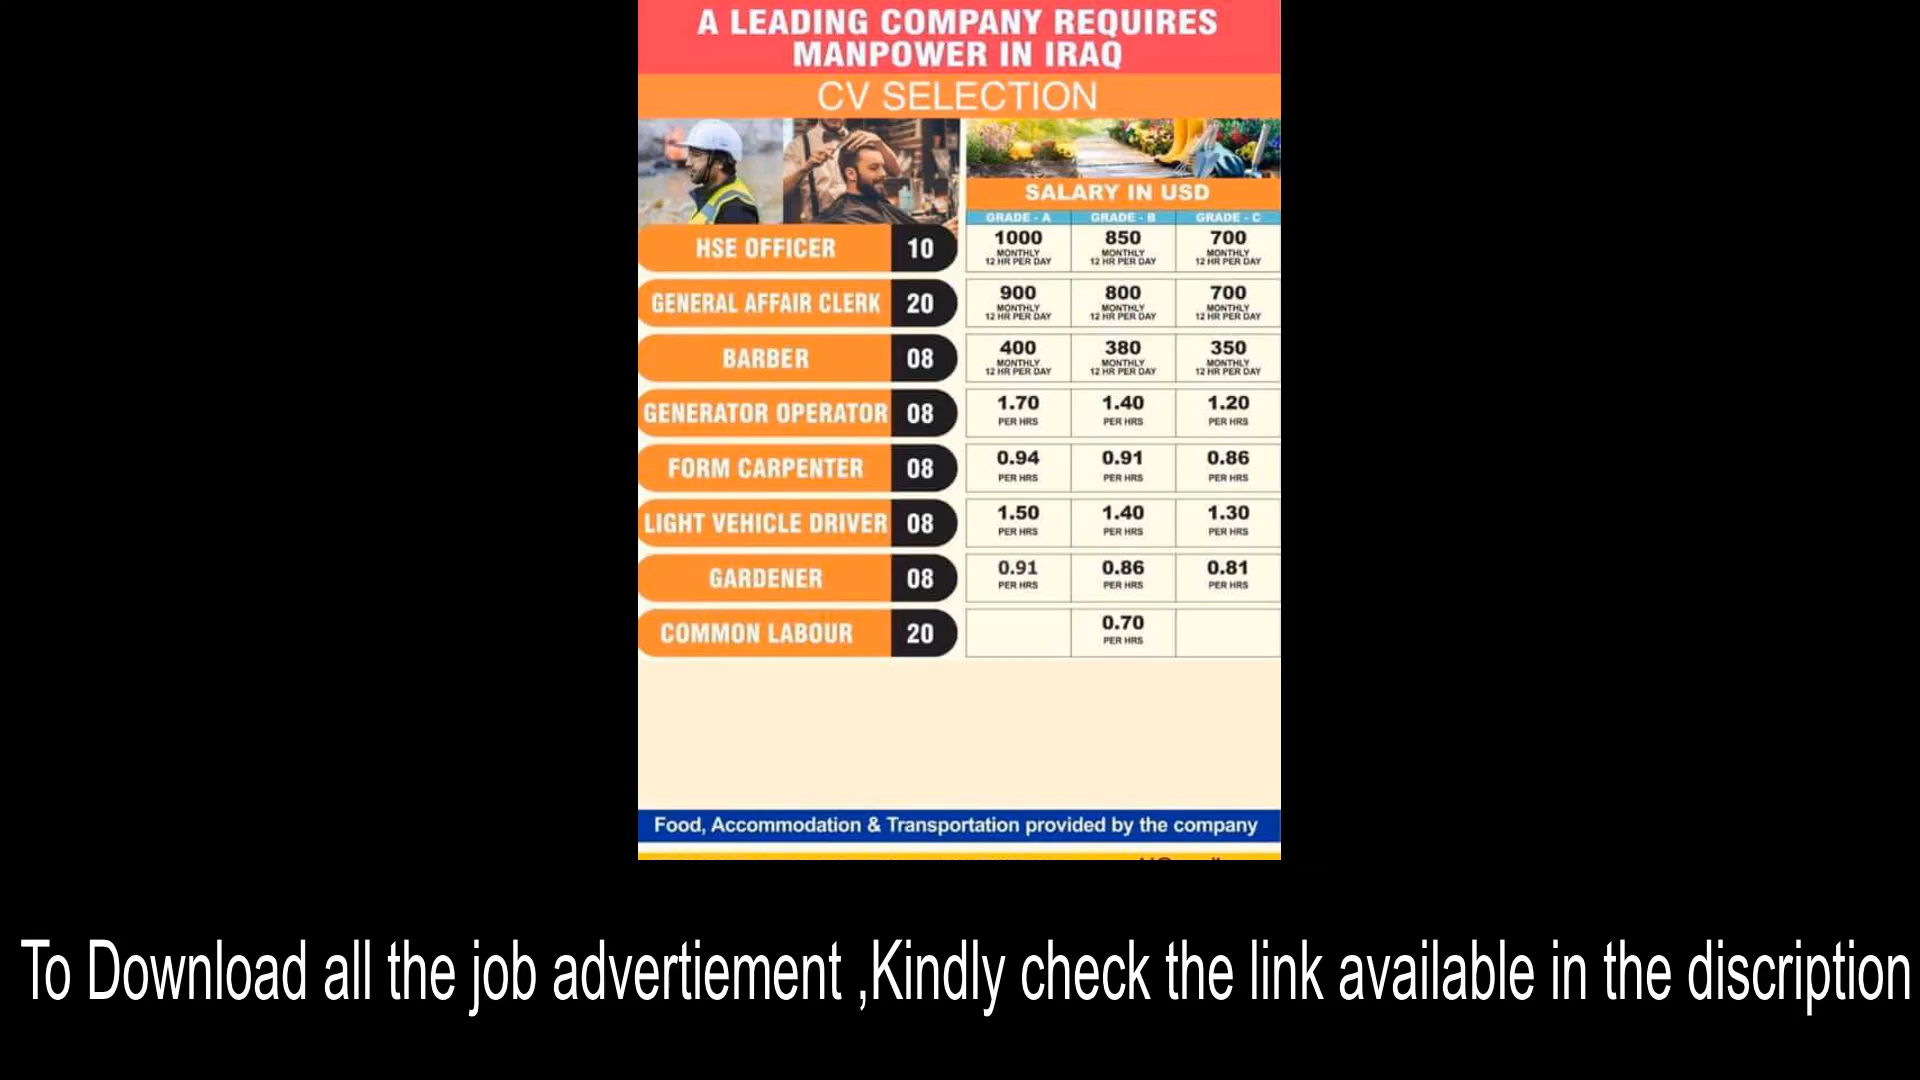 A LEADING COMPANY REQUIRES
MANPOWER IN IRAQ
CV SELECTION
SALARY IN USD
GRADE - A GRADE - B GRADE - C
HSE OFFICER 10 1000 850 700
MONTHLY MONTHLY MONTHLY
12 HR PER DAY 12 HR PER DAY 12 HR PER DAY
GENERAL AFFAIR CLERK 20 900 800 700
MONTHLY MONTHLY MONTHLY
12 HR PER DAY 12 HR PER DAY 12 HR PER DAY
BARBER 08 400 380 350
MONTHLY MONTHLY MONTHLY
12 HR PER DAY 12 HR PER DAY 12 HR PER DAY
GENERATOR OPERATOR 08 1.70 1.40 1.20
PER HRS PER HRS PER HRS
FORM CARPENTER 08 0.94 0.91 0.86
PER HRS PER HRS PER HRS
LIGHT VEHICLE DRIVER 08 1.50 1.40 1.30
PER HRS PER HRS PER HRS
GARDENER 08 0.91 0.86 0.81
PER HRS PER HRS PER HRS
COMMON LABOUR 20 0.70
PER HRS
Food, Accommodation & Transportation provided by the company
To Download all the job advertiement ,Kindly check the link available in the discription